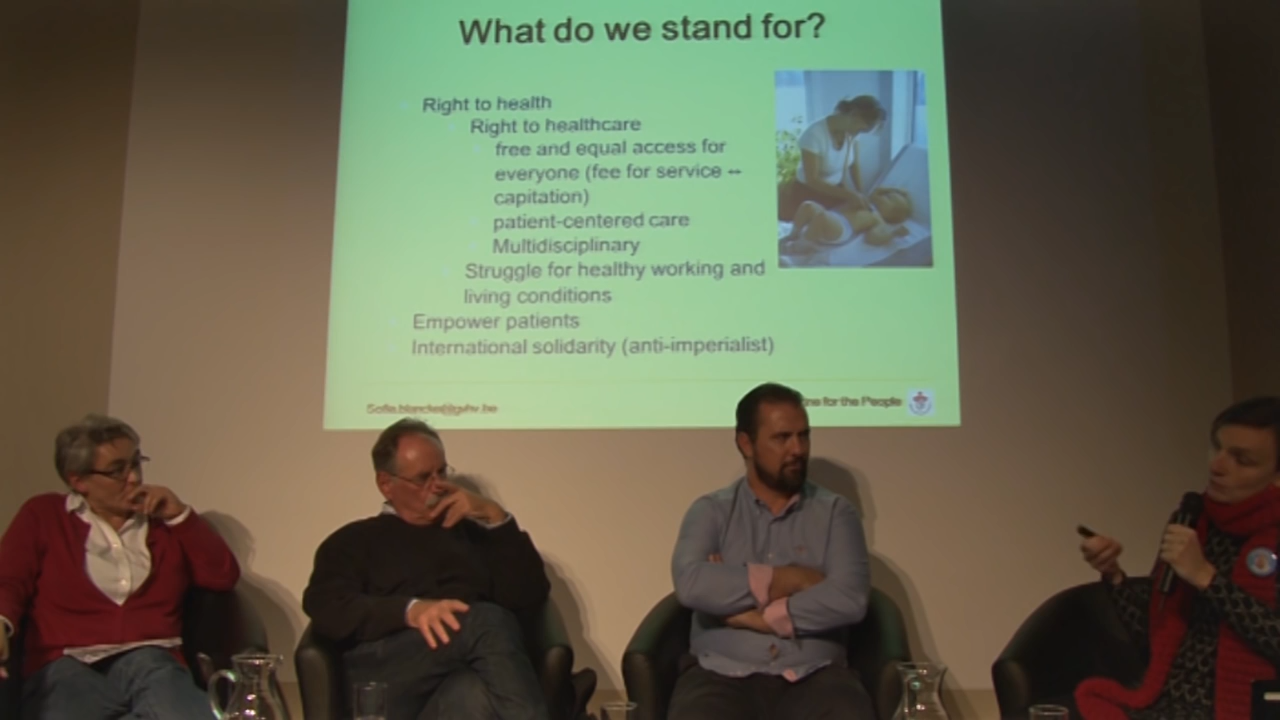 What do we stand for?
Right to health
Right to healthcare
free and equal access for
everyone (fee for service ↔
capitation)
patient-centered care
Multidisciplinary
Struggle for healthy working and
living conditions
Empower patients
International solidarity (anti-imperialist)
for the People